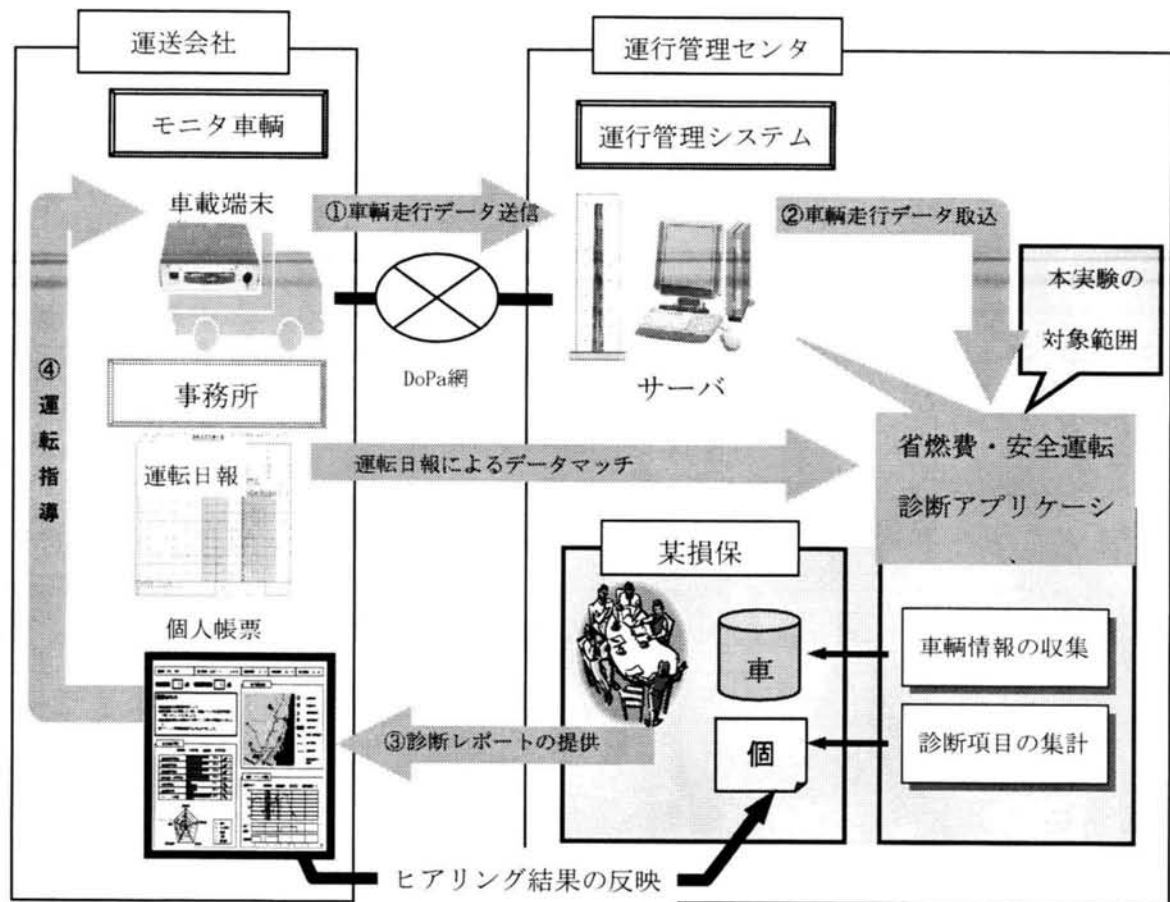 運送会社
運行管理センタ
モニタ車輌
運行管理システム
車載端末
①車輌走行データ送信
②車輌走行データ取込
本実験の
対象範囲
DoPa網
サーバ
④運転指導
事務所
運転日報
運転日報によるデータマッチ
省燃費・安全運転
診断アプリケーシ
某損保
個人帳票
車
車輌情報の収集
③診断レポートの提供
個
診断項目の集計
ヒアリング結果の反映